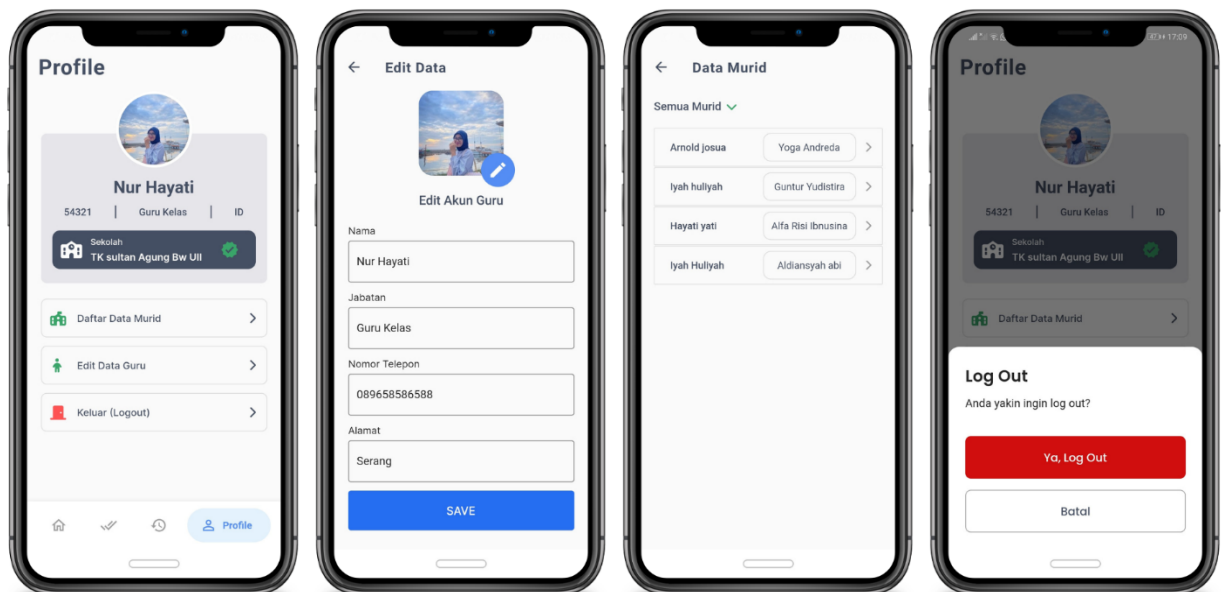 Profile
Nur Hayati
54321 | Guru Kelas | ID
Sekolah
TK sultan Agung Bw UII
Daftar Data Murid
Edit Data Guru
Keluar (Logout)
Profile
Edit Data
Edit Akun Guru
Nama
Nur Hayati
Jabatan
Guru Kelas
Nomor Telepon
089658586588
Alamat
Serang
SAVE
Data Murid
Semua Murid
Arnold josua Yoga Andreda
Iyah huliyah Guntur Yudistira
Hayati yati Alfa Risi Ibnusina
Iyah Huliyah Aldiansyah abi
17:09
Profile
Nur Hayati
54321 | Guru Kelas | ID
Sekolah
TK sultan Agung Bw UII
Daftar Data Murid
Log Out
Anda yakin ingin log out?
Ya, Log Out
Batal